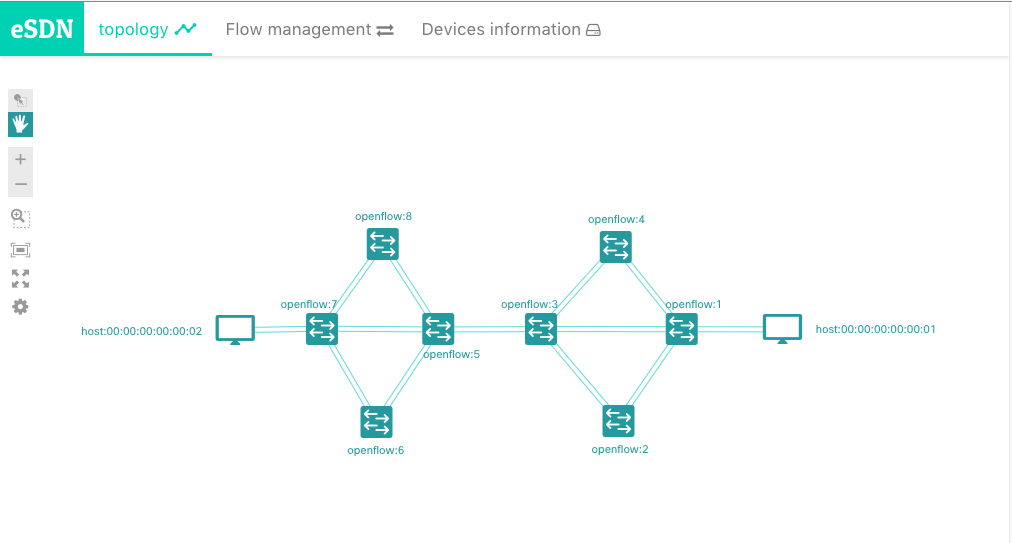 eSDN
topology
Flow management
Devices information
openflow:8
openflow:4
openflow:7
openflow:3
openflow:1
host:00:00:00:00:00:02
host:00:00:00:00:00:01
openflow:5
openflow:6
openflow:2